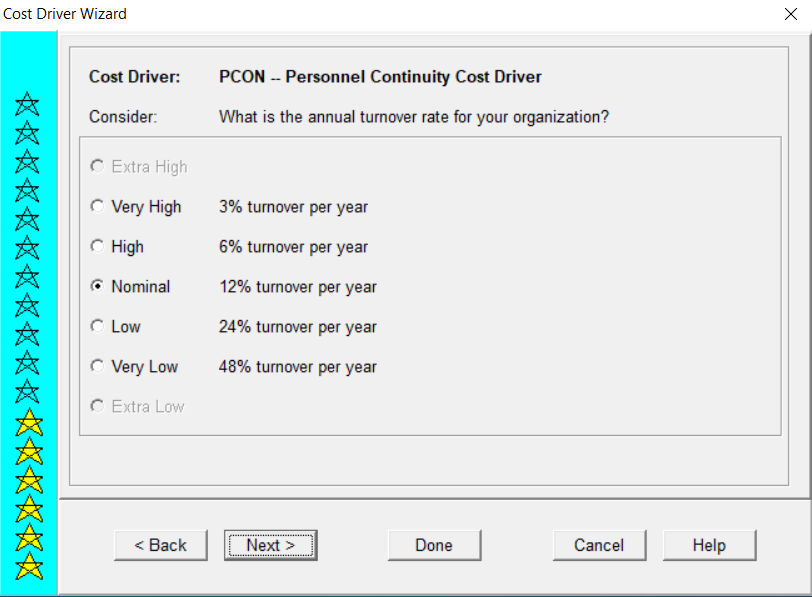 Cost Driver Wizard
Cost Driver: PCON -- Personnel Continuity Cost Driver
Consider: What is the annual turnover rate for your organization?
Extra High
Very High 3% turnover per year
High 6% turnover per year
Nominal 12% turnover per year
Low 24% turnover per year
Very Low 48% turnover per year
Extra Low
< Back Next > Done Cancel Help